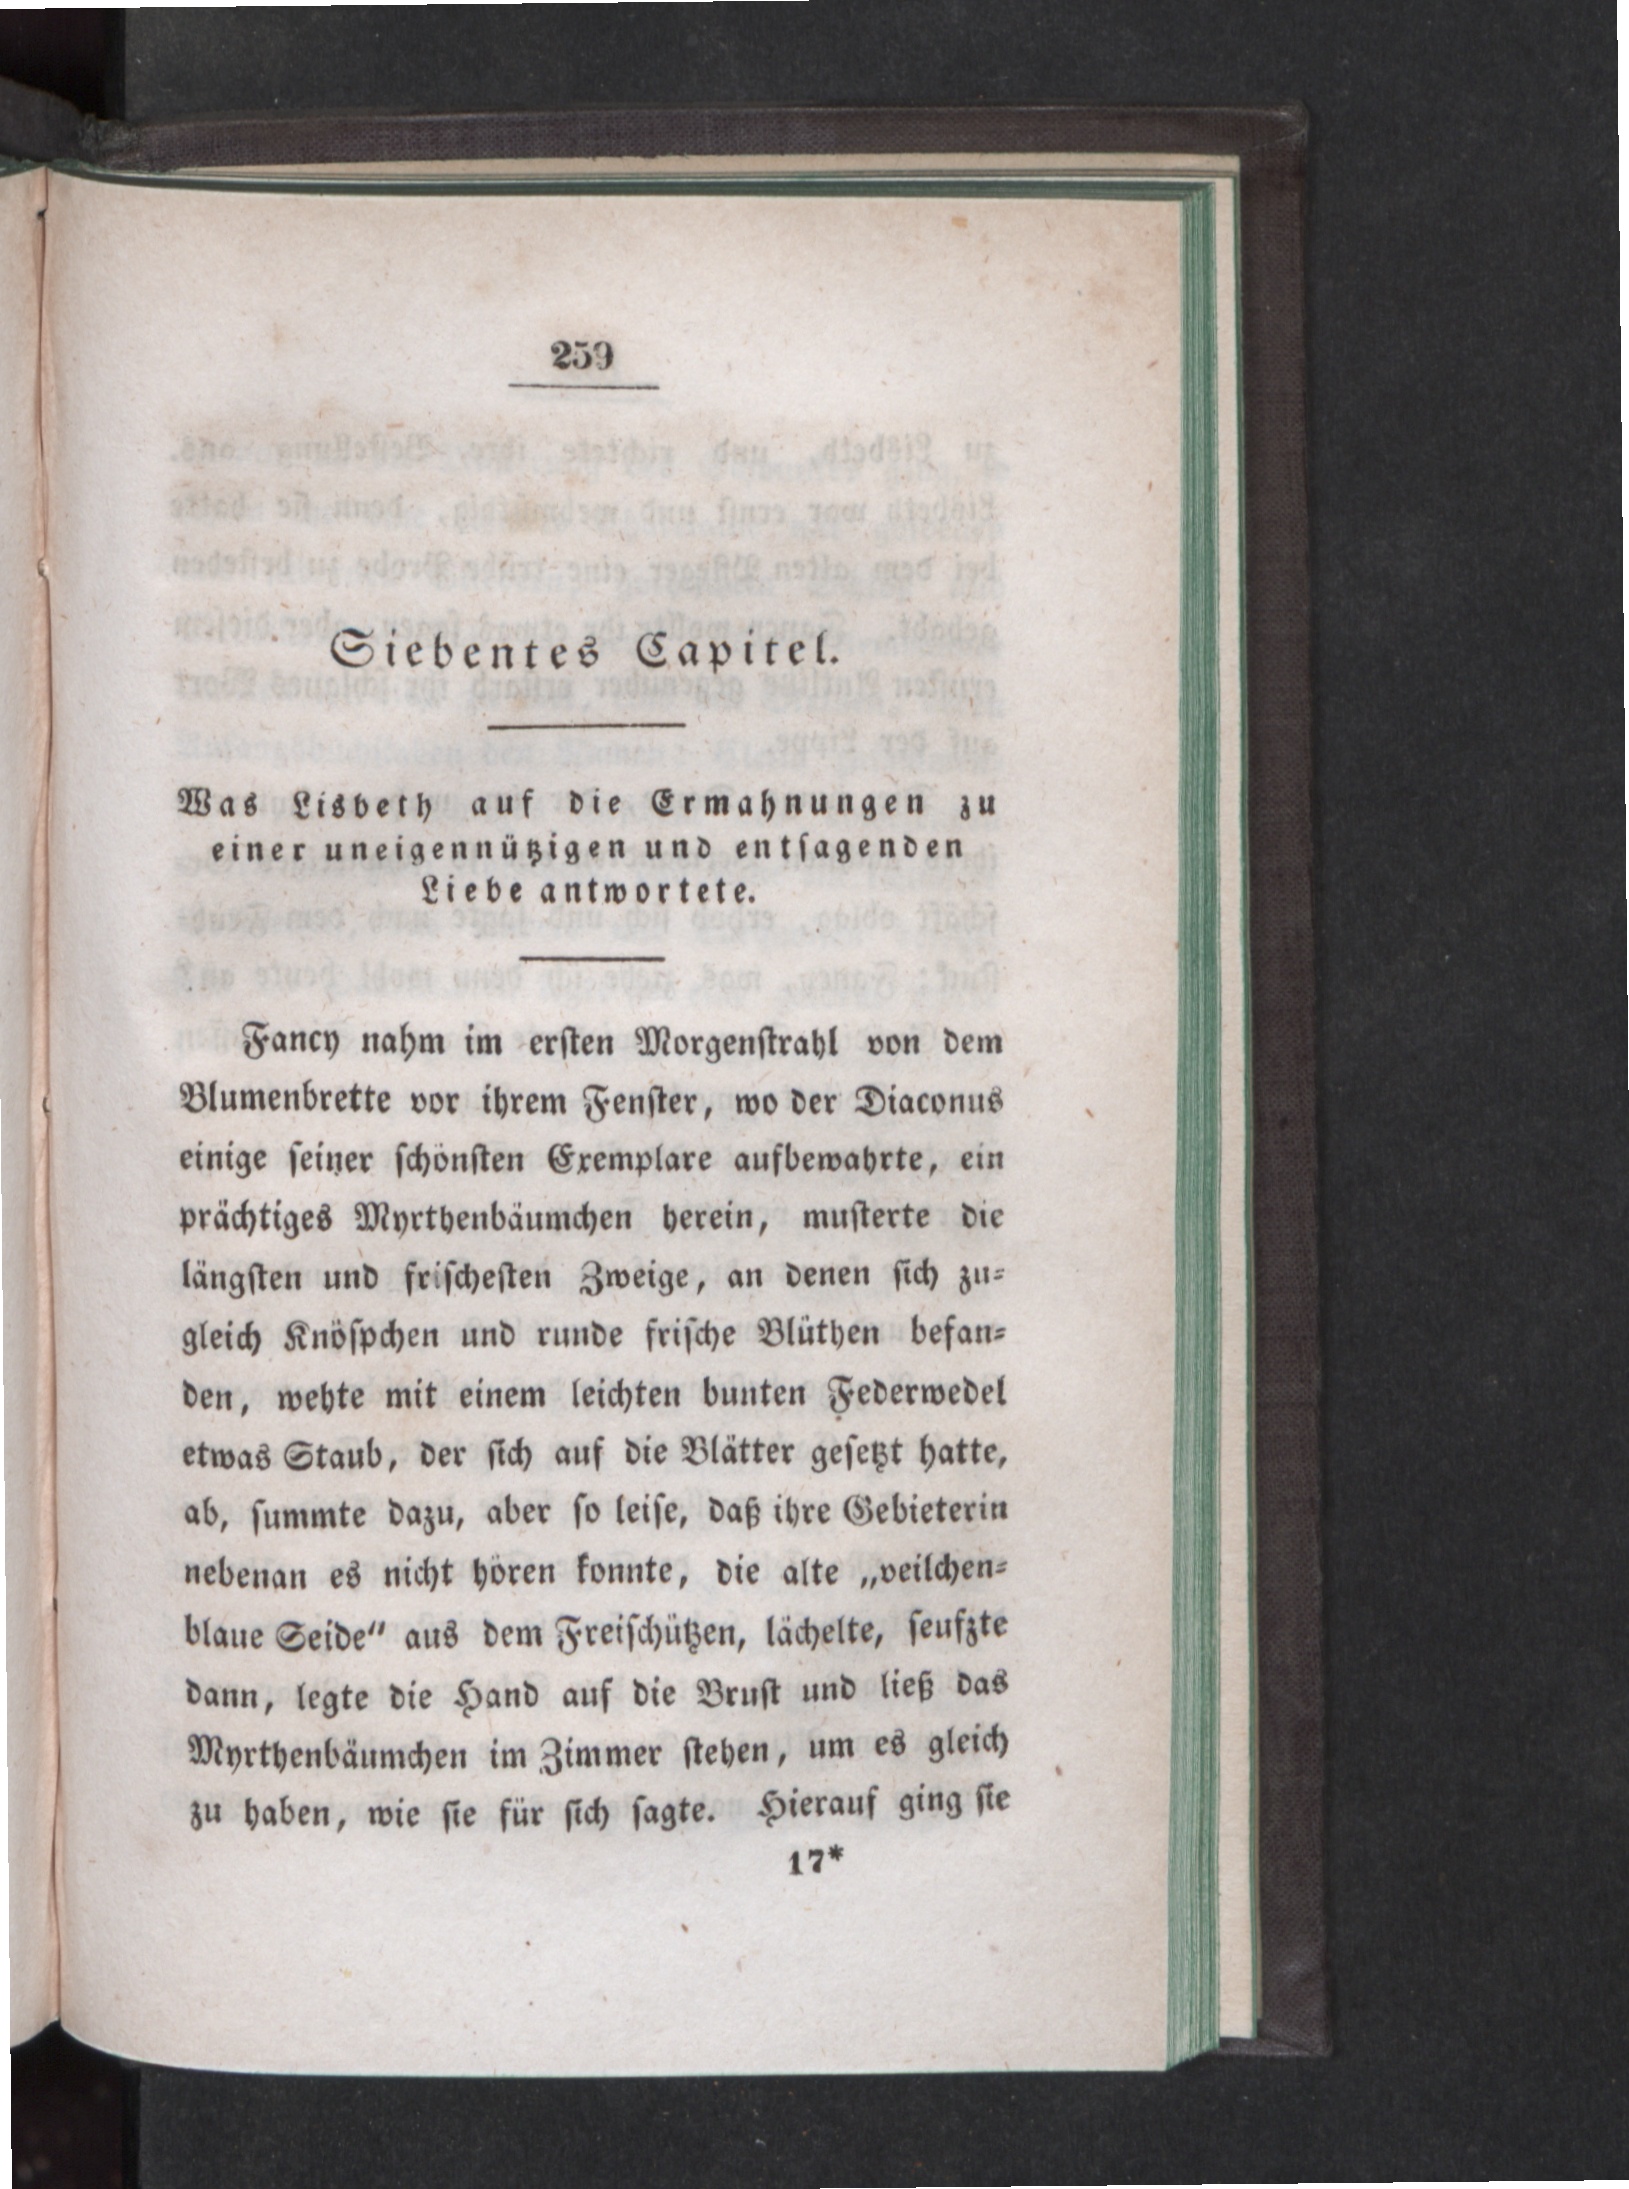 259
Siebentes Capitel.
Was Lisbeth auf die Ermahnungen zu
einer uneigennützigen und entsagenden
Liebe antwortete.
Fancy nahm im ersten Morgenstrahl von dem
Blumenbrette vor ihrem Fenster, wo der Diaconus
einige seiner schönsten Exemplare aufbewahrte, ein
prächtiges Myrthenbäumchen herein, musterte die
längsten und frischesten Zweige, an denen sich zu-
gleich Knöspchen und runde frische Blüthen befan-
den, wehte mit einem leichten bunten Federwedel
etwas Staub, der sich auf die Blätter gesetzt hatte,
ab, summte dazu, aber so leise, daß ihre Gebieterin
nebenan es nicht hören konnte, die alte „veilchen-
blaue Seide“ aus dem Freischützen, lächelte, seufzte
dann, legte die Hand auf die Brust und ließ das
Myrthenbäumchen im Zimmer stehen, um es gleich
zu haben, wie sie für sich sagte. Hierauf ging sie
17*